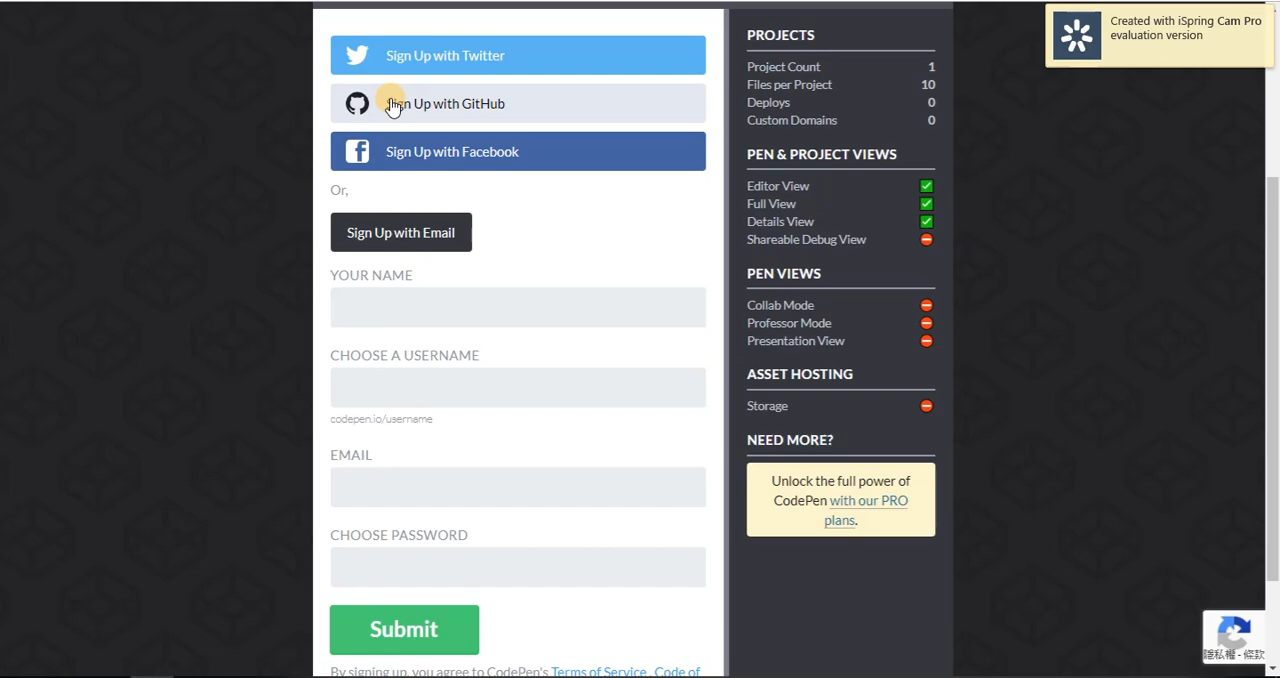 Created with iSpring Cam Pro
evaluation version
Sign Up with Twitter
Sign Up with GitHub
Sign Up with Facebook
Or,
Sign Up with Email
YOUR NAME
CHOOSE A USERNAME
codepen.io/username
EMAIL
CHOOSE PASSWORD
Submit
By signing up, you agree to CodePen's Terms of Service, Code of
PROJECTS
Project Count 1
Files per Project 10
Deploys 0
Custom Domains 0
PEN & PROJECT VIEWS
Editor View
Full View
Details View
Shareable Debug View
PEN VIEWS
Collab Mode
Professor Mode
Presentation View
ASSET HOSTING
Storage
NEED MORE?
Unlock the full power of
CodePen with our PRO
plans.
隱私權 - 條款